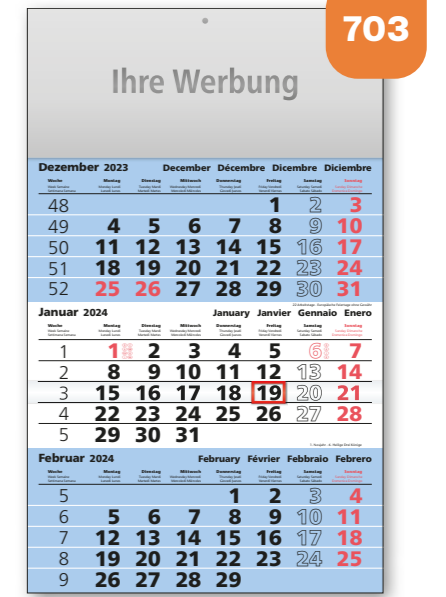 703
Ihre Werbung
Dezember 2023 December Décembre Dicembre Diciembre
Woche Montag Dienstag Mittwoch Donnerstag Freitag Samstag Sonntag
48 1 2 3
49 4 5 6 7 8 9 10
50 11 12 13 14 15 16 17
51 18 19 20 21 22 23 24
52 25 26 27 28 29 30 31
Januar 2024 January Janvier Gennaio Enero
Woche Montag Dienstag Mittwoch Donnerstag Freitag Samstag Sonntag
1 1 2 3 4 5 6 7
2 8 9 10 11 12 13 14
3 15 16 17 18 19 20 21
4 22 23 24 25 26 27 28
5 29 30 31
Februar 2024 February Février Febbraio Febrero
Woche Montag Dienstag Mittwoch Donnerstag Freitag Samstag Sonntag
5 1 2 3 4
6 5 6 7 8 9 10 11
7 12 13 14 15 16 17 18
8 19 20 21 22 23 24 25
9 26 27 28 29